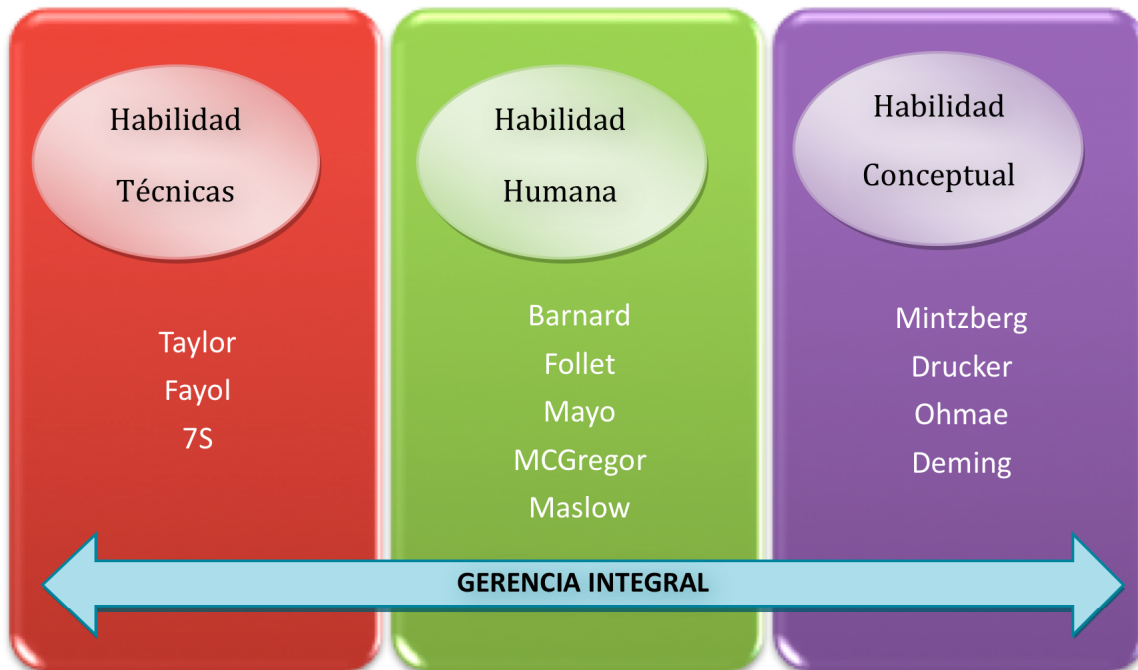 Habilidad
Técnicas
Taylor
Fayol
7S
Habilidad
Humana
Barnard
Follet
Mayo
MCGregor
Maslow
Habilidad
Conceptual
Mintzberg
Drucker
Ohmae
Deming
GERENCIA INTEGRAL